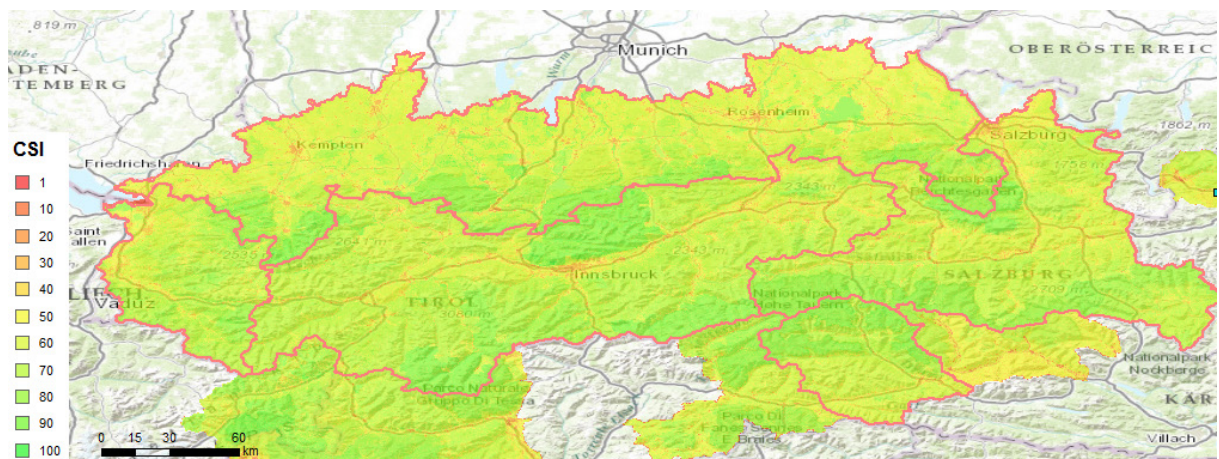 819 m
Munich
OBERÖSTERREIC
ADEN-
TEMBERG
Rosenheim
Kempten
Salzburg
1862 m
CSI
Friedrichshafen
1758 m
Nationalpark
Berchtesgaden
1
10
20
30
40
50
60
70
80
90
100
Saint
allen
2641 m
2595 m
2343 m
Innsbruck
LIECH
Vaduz
TIROL
3080 m
SALZBURG
2709 m
Nationalpark
Hohe Tauern
Nationalpark
Nockberge
Parco Naturale
Gruppo Di Tessa
Parco Di
Fanes Sennes
E Braies
KÄR
Villach
0 15 30 60
km